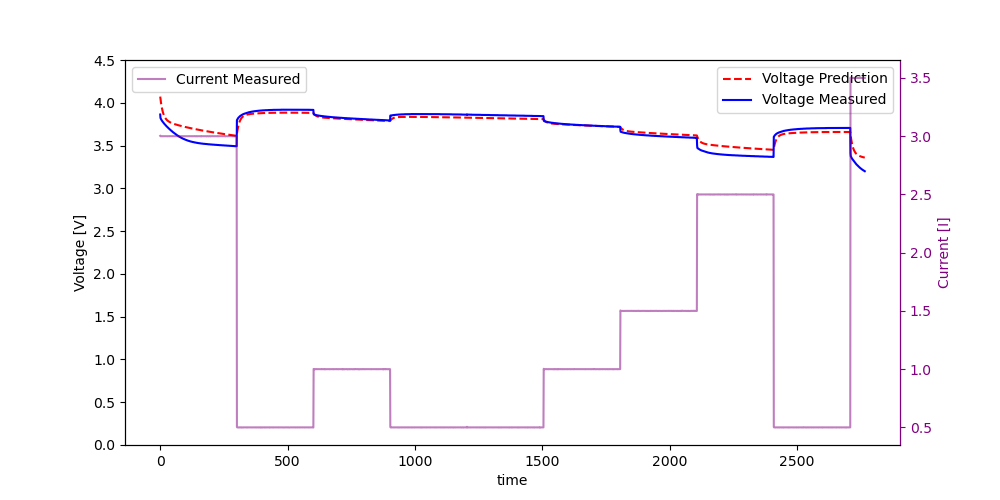 Current Measured
Voltage Prediction
Voltage Measured
4.5
4.0
3.5
3.0
2.5
2.0
1.5
1.0
0.5
0.0
Voltage [V]
3.5
3.0
2.5
2.0
1.5
1.0
0.5
Current [I]
0 500 1000 1500 2000 2500
time